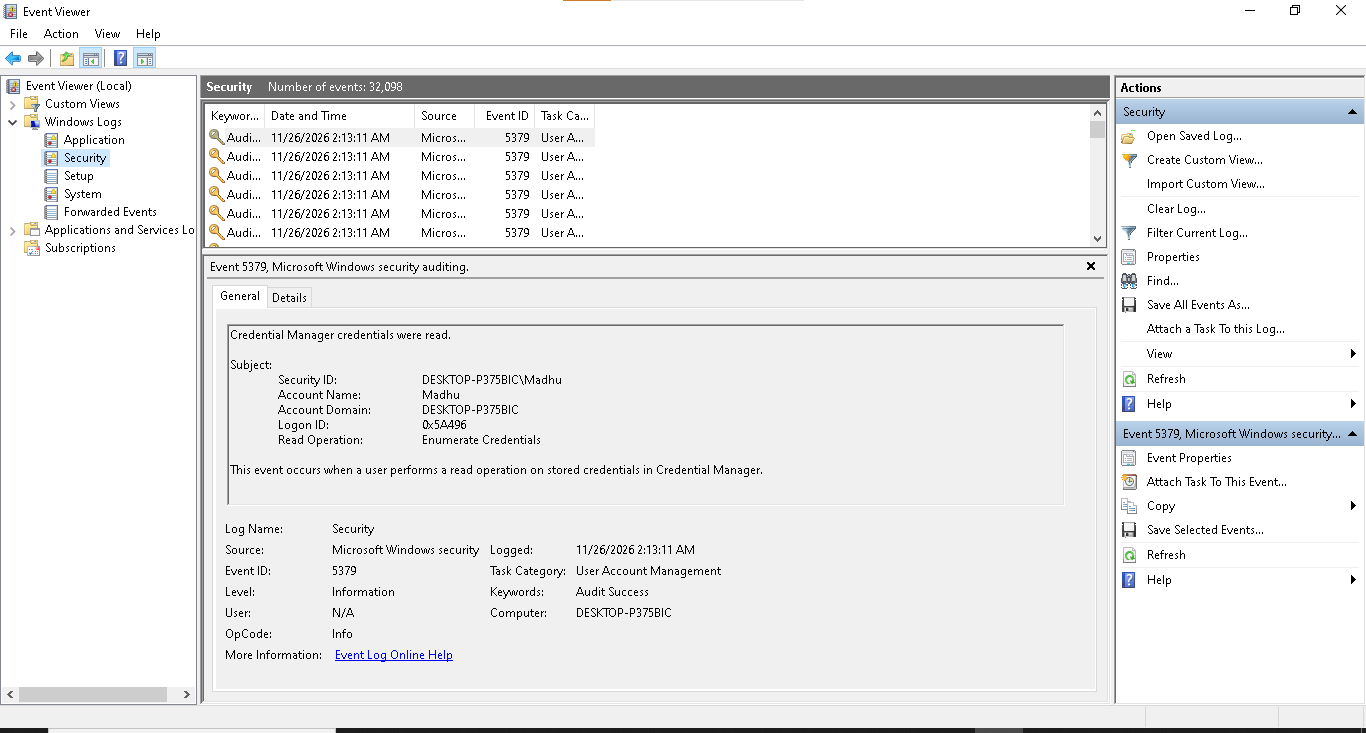 Event Viewer
File Action View Help
Event Viewer (Local)
Custom Views
Windows Logs
Application
Security
Setup
System
Forwarded Events
Applications and Services Lo
Subscriptions
Security Number of events: 32,098
Keywor... Date and Time Source Event ID Task Ca...
Audi... 11/26/2026 2:13:11 AM Micros... 5379 User A...
Audi... 11/26/2026 2:13:11 AM Micros... 5379 User A...
Audi... 11/26/2026 2:13:11 AM Micros... 5379 User A...
Audi... 11/26/2026 2:13:11 AM Micros... 5379 User A...
Audi... 11/26/2026 2:13:11 AM Micros... 5379 User A...
Audi... 11/26/2026 2:13:11 AM Micros... 5379 User A...
Event 5379, Microsoft Windows security auditing.
General Details
Credential Manager credentials were read.
Subject:
Security ID: DESKTOP-P375BIC\Madhu
Account Name: Madhu
Account Domain: DESKTOP-P375BIC
Logon ID: 0x5A496
Read Operation: Enumerate Credentials
This event occurs when a user performs a read operation on stored credentials in Credential Manager.
Log Name: Security
Source: Microsoft Windows security Logged: 11/26/2026 2:13:11 AM
Event ID: 5379 Task Category: User Account Management
Level: Information Keywords: Audit Success
User: N/A Computer: DESKTOP-P375BIC
OpCode: Info
More Information: Event Log Online Help
Actions
Security
Open Saved Log...
Create Custom View...
Import Custom View...
Clear Log...
Filter Current Log...
Properties
Find...
Save All Events As...
Attach a Task To this Log...
View
Refresh
Help
Event 5379, Microsoft Windows security...
Event Properties
Attach Task To This Event...
Copy
Save Selected Events...
Refresh
Help